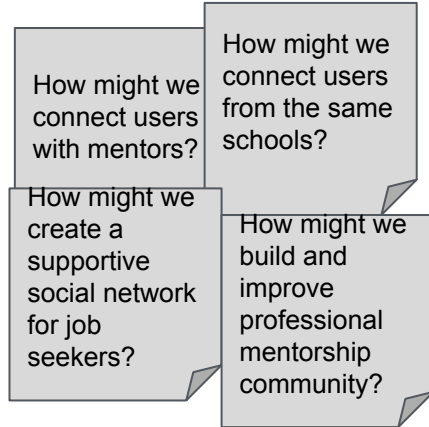 How might we
connect users
with mentors?
How might we
connect users
from the same
schools?
How might we
create a
supportive
social network
for job
seekers?
How might we
build and
improve
professional
mentorship
community?